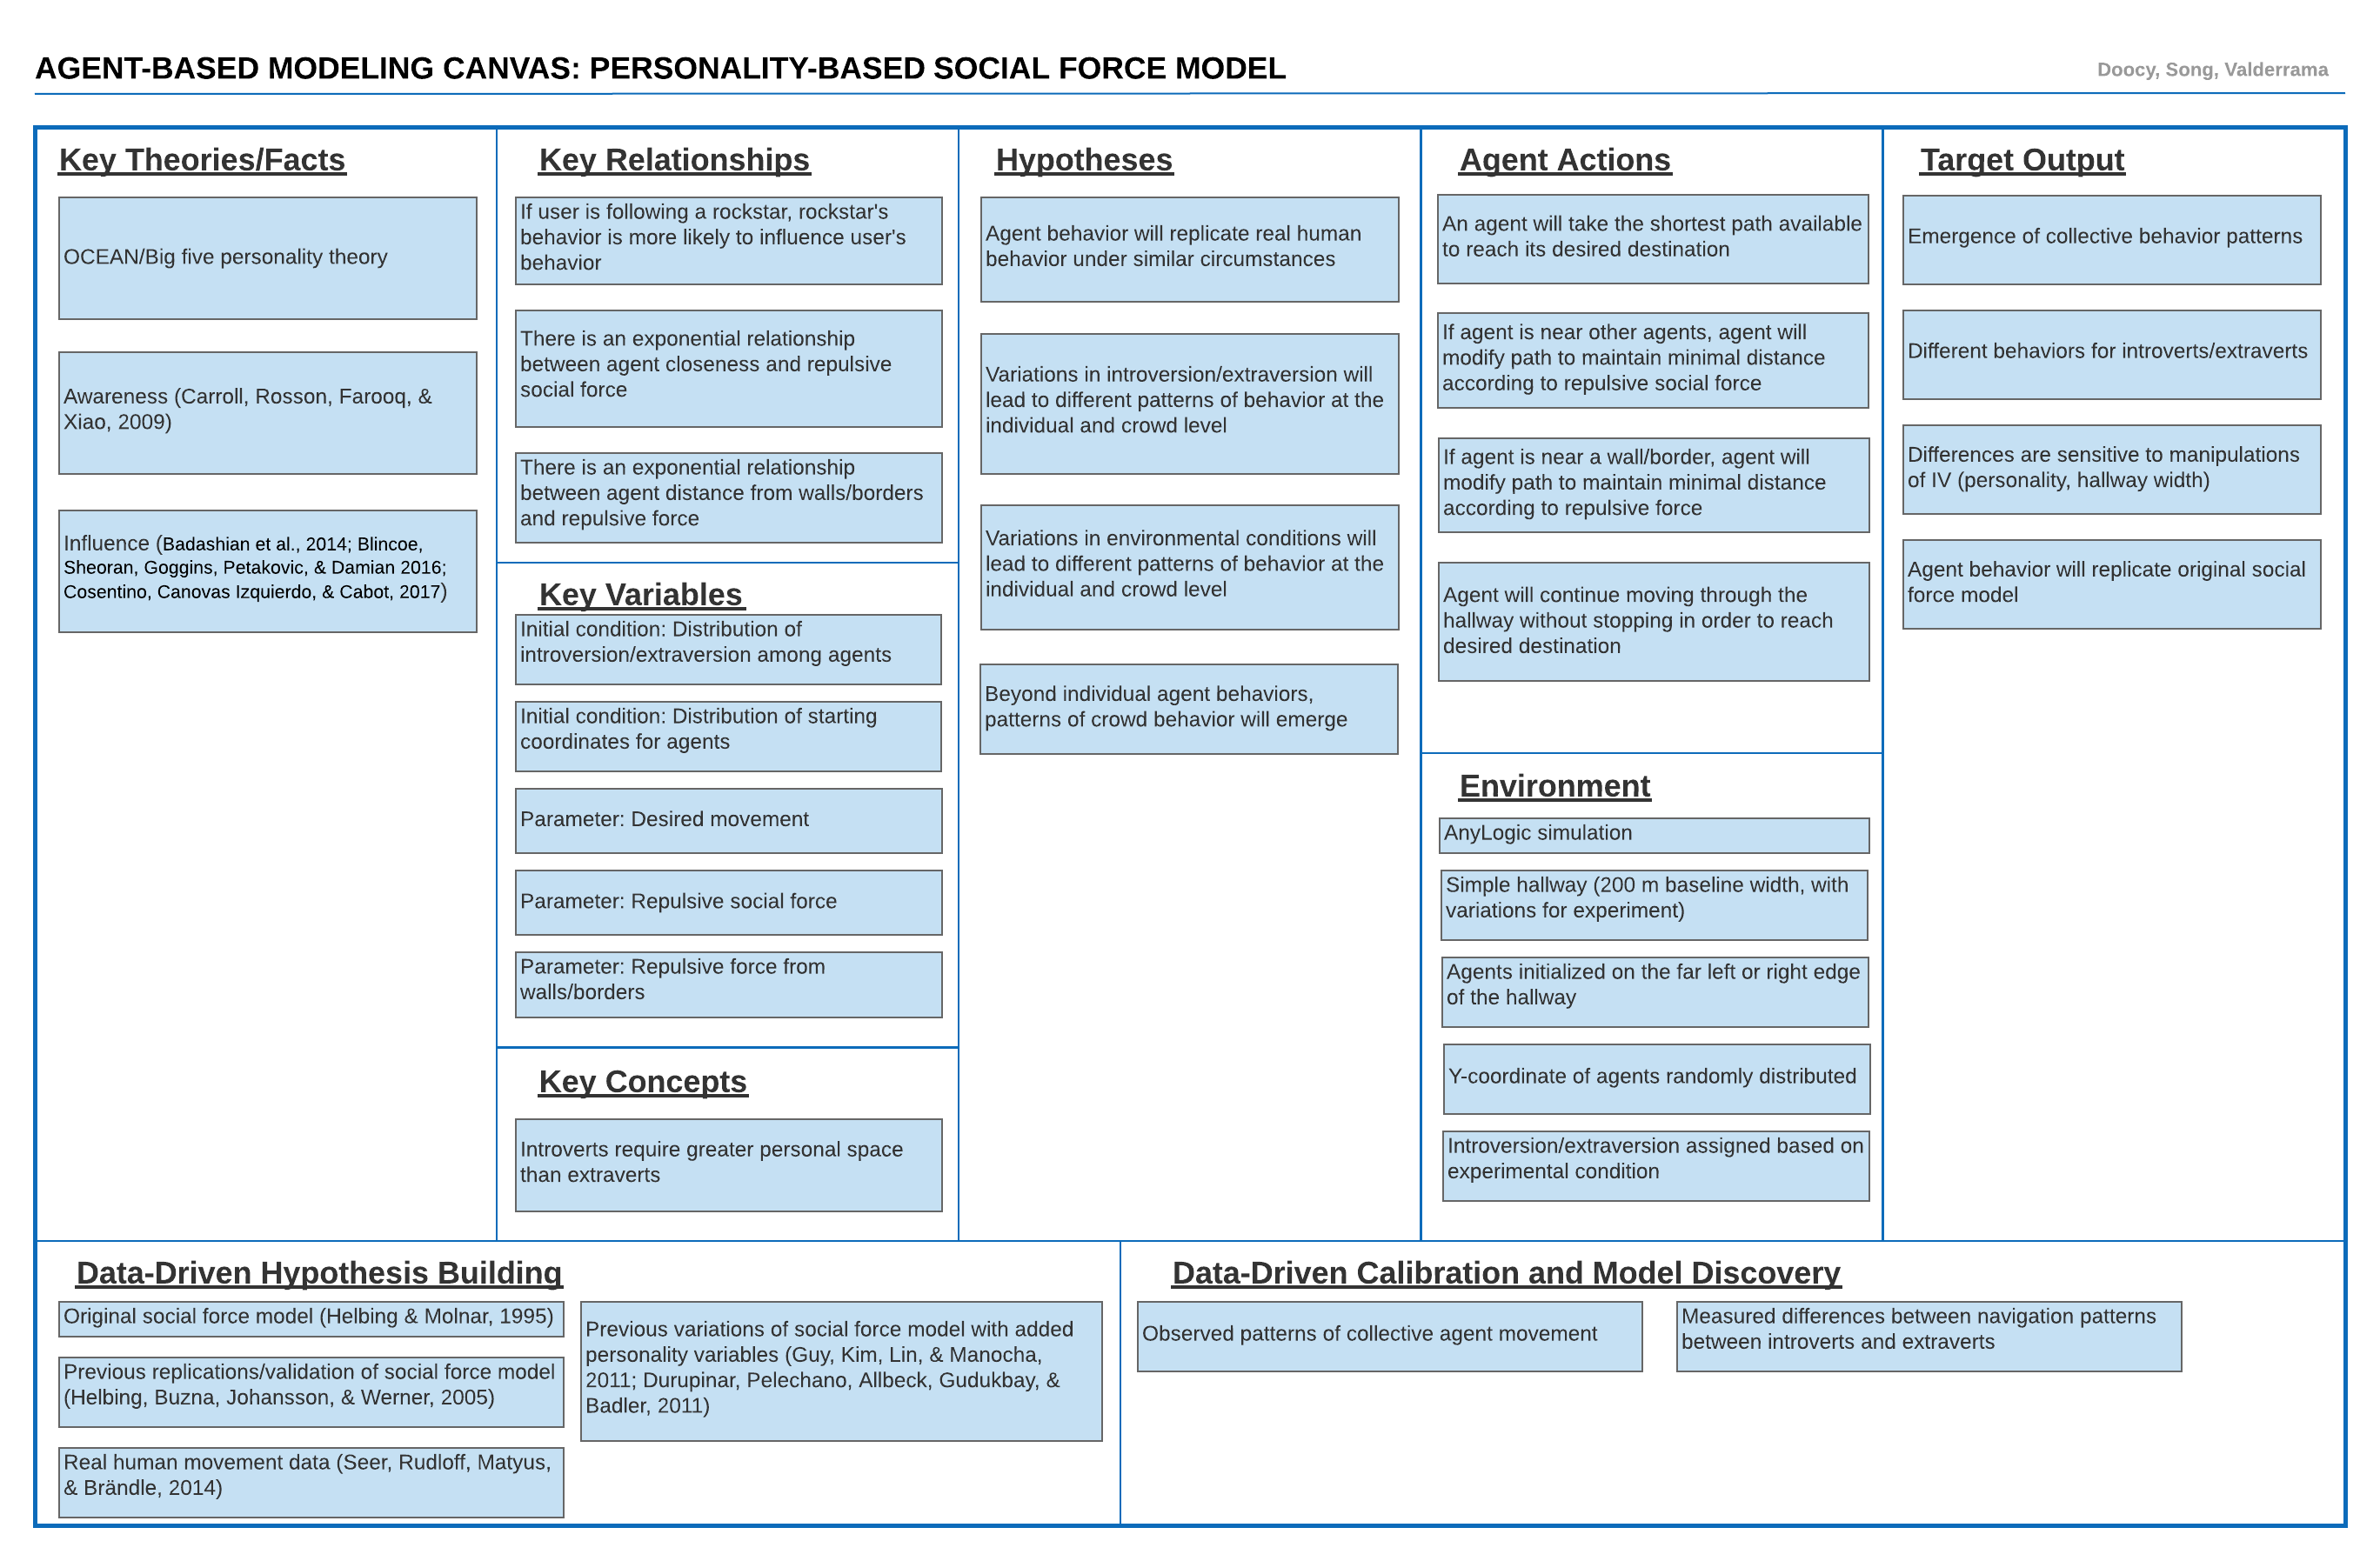 AGENT-BASED MODELING CANVAS: PERSONALITY-BASED SOCIAL FORCE MODEL
Doocy, Song, Valderrama
Key Theories/Facts
OCEAN/Big five personality theory
Awareness (Carroll, Rosson, Farooq, &
Xiao, 2009)
Influence (Badashian et al., 2014; Blincoe,
Sheoran, Goggins, Petakovic, & Damian 2016;
Cosentino, Canovas Izquierdo, & Cabot, 2017)
Key Relationships
If user is following a rockstar, rockstar's
behavior is more likely to influence user's
behavior
There is an exponential relationship
between agent closeness and repulsive
social force
There is an exponential relationship
between agent distance from walls/borders
and repulsive force
Key Variables
Initial condition: Distribution of
introversion/extraversion among agents
Initial condition: Distribution of starting
coordinates for agents
Parameter: Desired movement
Parameter: Repulsive social force
Parameter: Repulsive force from
walls/borders
Key Concepts
Introverts require greater personal space
than extraverts
Hypotheses
Agent behavior will replicate real human
behavior under similar circumstances
Variations in introversion/extraversion will
lead to different patterns of behavior at the
individual and crowd level
Variations in environmental conditions will
lead to different patterns of behavior at the
individual and crowd level
Beyond individual agent behaviors,
patterns of crowd behavior will emerge
Agent Actions
An agent will take the shortest path available
to reach its desired destination
If agent is near other agents, agent will
modify path to maintain minimal distance
according to repulsive social force
If agent is near a wall/border, agent will
modify path to maintain minimal distance
according to repulsive force
Agent will continue moving through the
hallway without stopping in order to reach
desired destination
Environment
AnyLogic simulation
Simple hallway (200 m baseline width, with
variations for experiment)
Agents initialized on the far left or right edge
of the hallway
Y-coordinate of agents randomly distributed
Introversion/extraversion assigned based on
experimental condition
Target Output
Emergence of collective behavior patterns
Different behaviors for introverts/extraverts
Differences are sensitive to manipulations
of IV (personality, hallway width)
Agent behavior will replicate original social
force model
Data-Driven Hypothesis Building
Original social force model (Helbing & Molnar, 1995)
Previous replications/validation of social force model
(Helbing, Buzna, Johansson, & Werner, 2005)
Real human movement data (Seer, Rudloff, Matyus,
& Brändle, 2014)
Previous variations of social force model with added
personality variables (Guy, Kim, Lin, & Manocha,
2011; Durupinar, Pelechano, Allbeck, Gudukbay, &
Badler, 2011)
Data-Driven Calibration and Model Discovery
Observed patterns of collective agent movement
Measured differences between navigation patterns
between introverts and extraverts